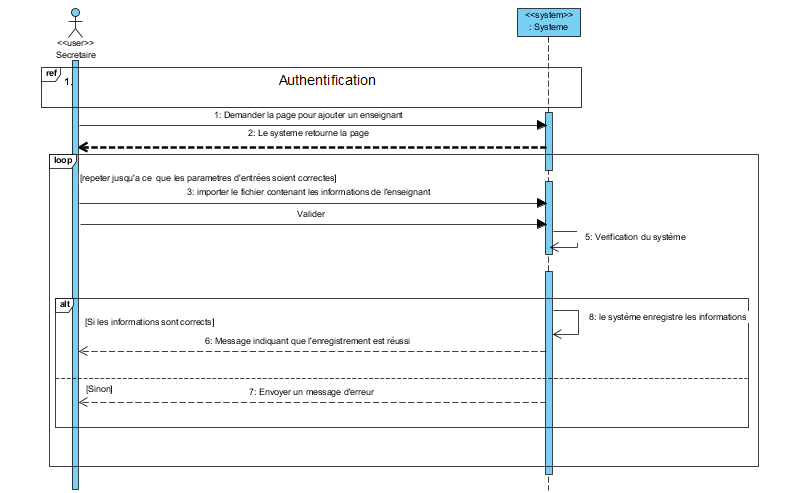 <<user>>
Secretaire
<<system>>
: Systeme
ref
1.
Authentification
1: Demander la page pour ajouter un enseignant
2: Le systeme retourne la page
loop
[repeter jusqu'a ce que les parametres d'entrées soient correctes]
3: importer le fichier contenant les informations de l'enseignant
Valider
5: Verification du système
alt
[Si les informations sont corrects]
8: le système enregistre les informations
6: Message indiquant que l'enregistrement est réussi
[Sinon]
7: Envoyer un message d'erreur